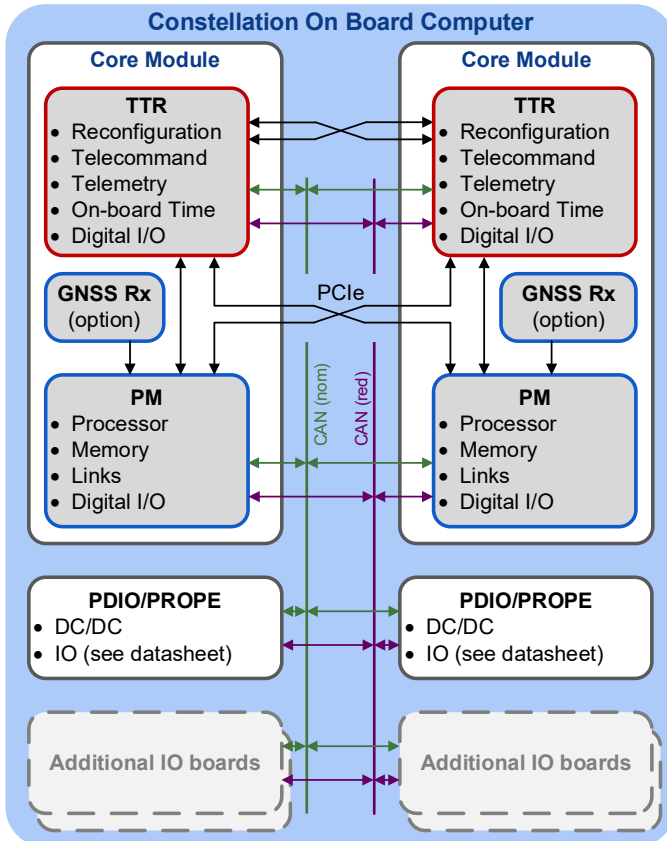 Constellation On Board Computer
Core Module
TTR
• Reconfiguration
• Telecommand
• Telemetry
• On-board Time
• Digital I/O
GNSS Rx
(option)
PM
• Processor
• Memory
• Links
• Digital I/O
Core Module
TTR
• Reconfiguration
• Telecommand
• Telemetry
• On-board Time
• Digital I/O
GNSS Rx
(option)
PM
• Processor
• Memory
• Links
• Digital I/O
PCIe
CAN (nom)
CAN (red)
PDIO/PROPE
• DC/DC
• IO (see datasheet)
PDIO/PROPE
• DC/DC
• IO (see datasheet)
Additional IO boards
Additional IO boards